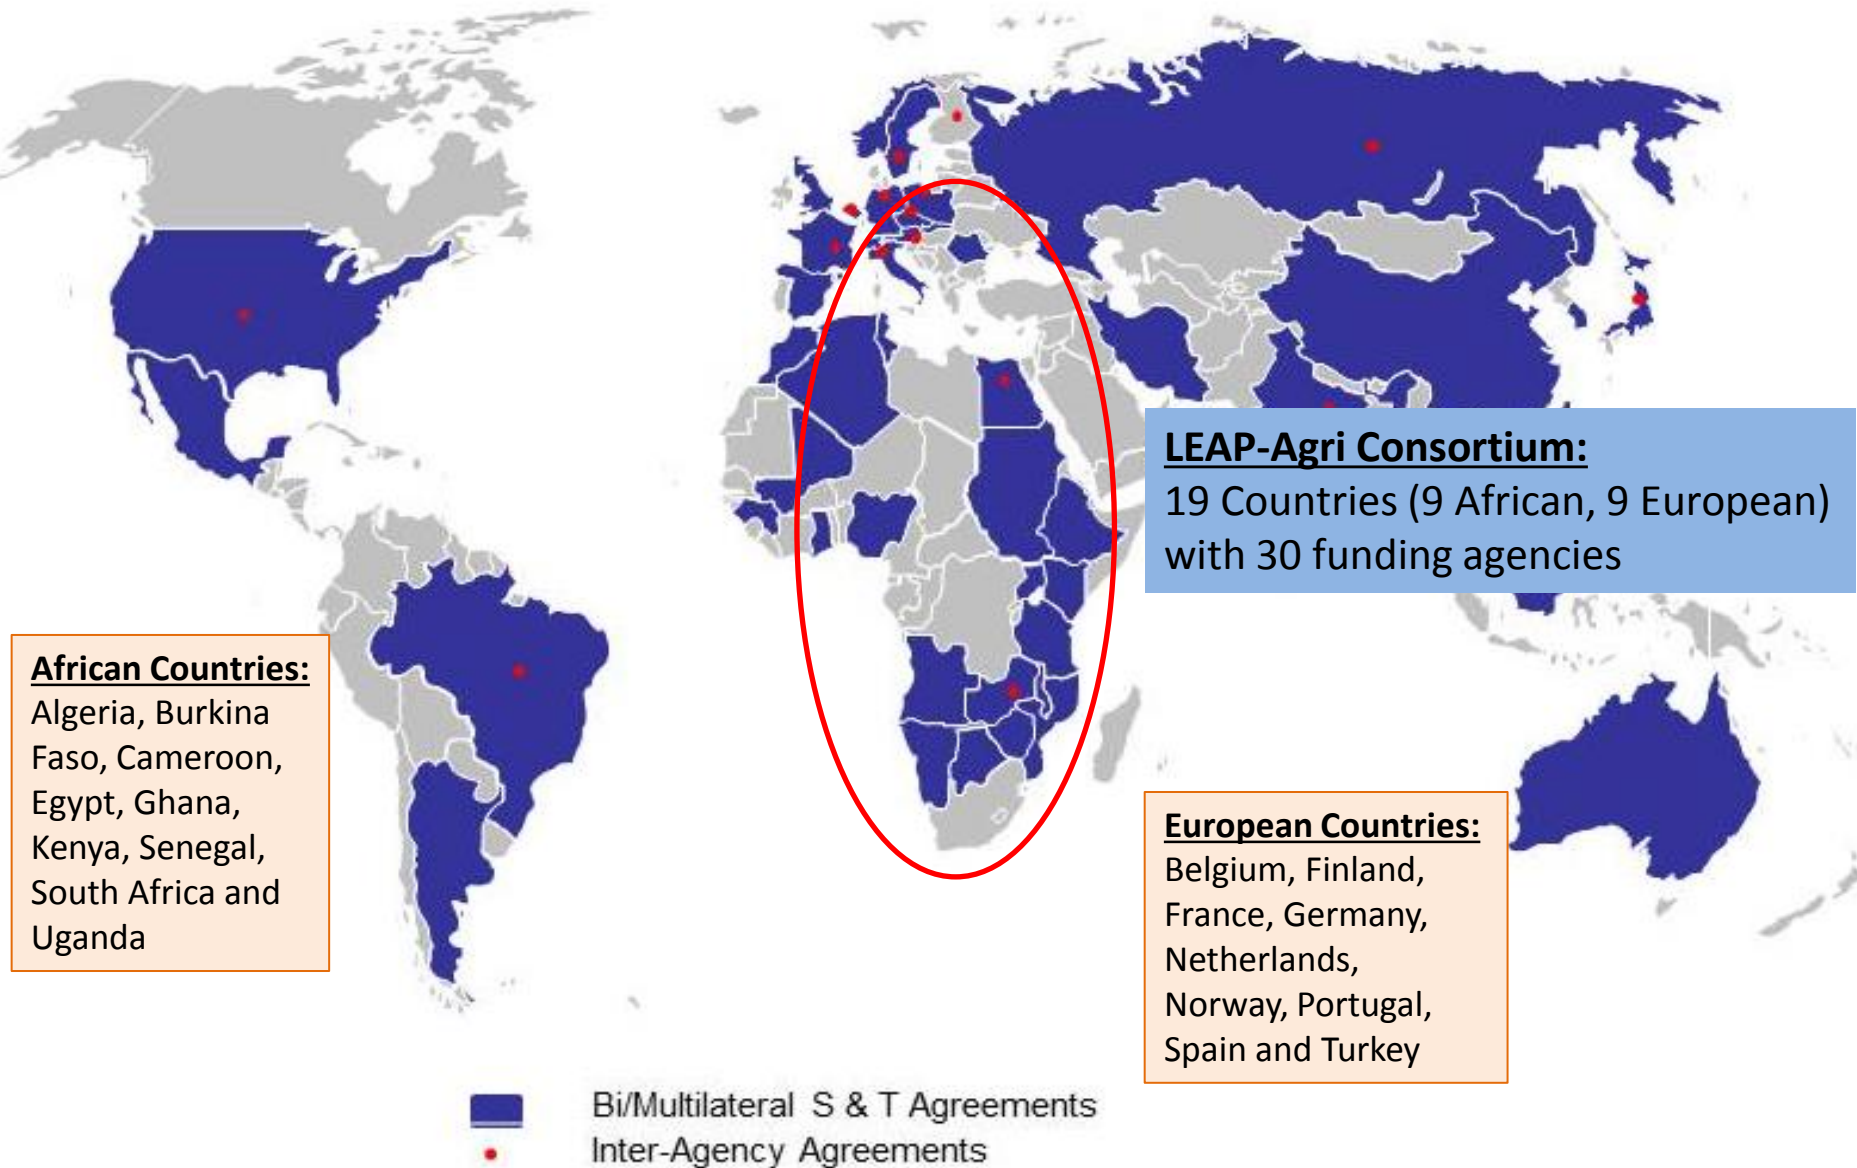 LEAP-Agri Consortium:
19 Countries (9 African, 9 European)
with 30 funding agencies
African Countries:
Algeria, Burkina
Faso, Cameroon,
Egypt, Ghana,
Kenya, Senegal,
South Africa and
Uganda
European Countries:
Belgium, Finland,
France, Germany,
Netherlands,
Norway, Portugal,
Spain and Turkey
Bi/Multilateral S & T Agreements
Inter-Agency Agreements